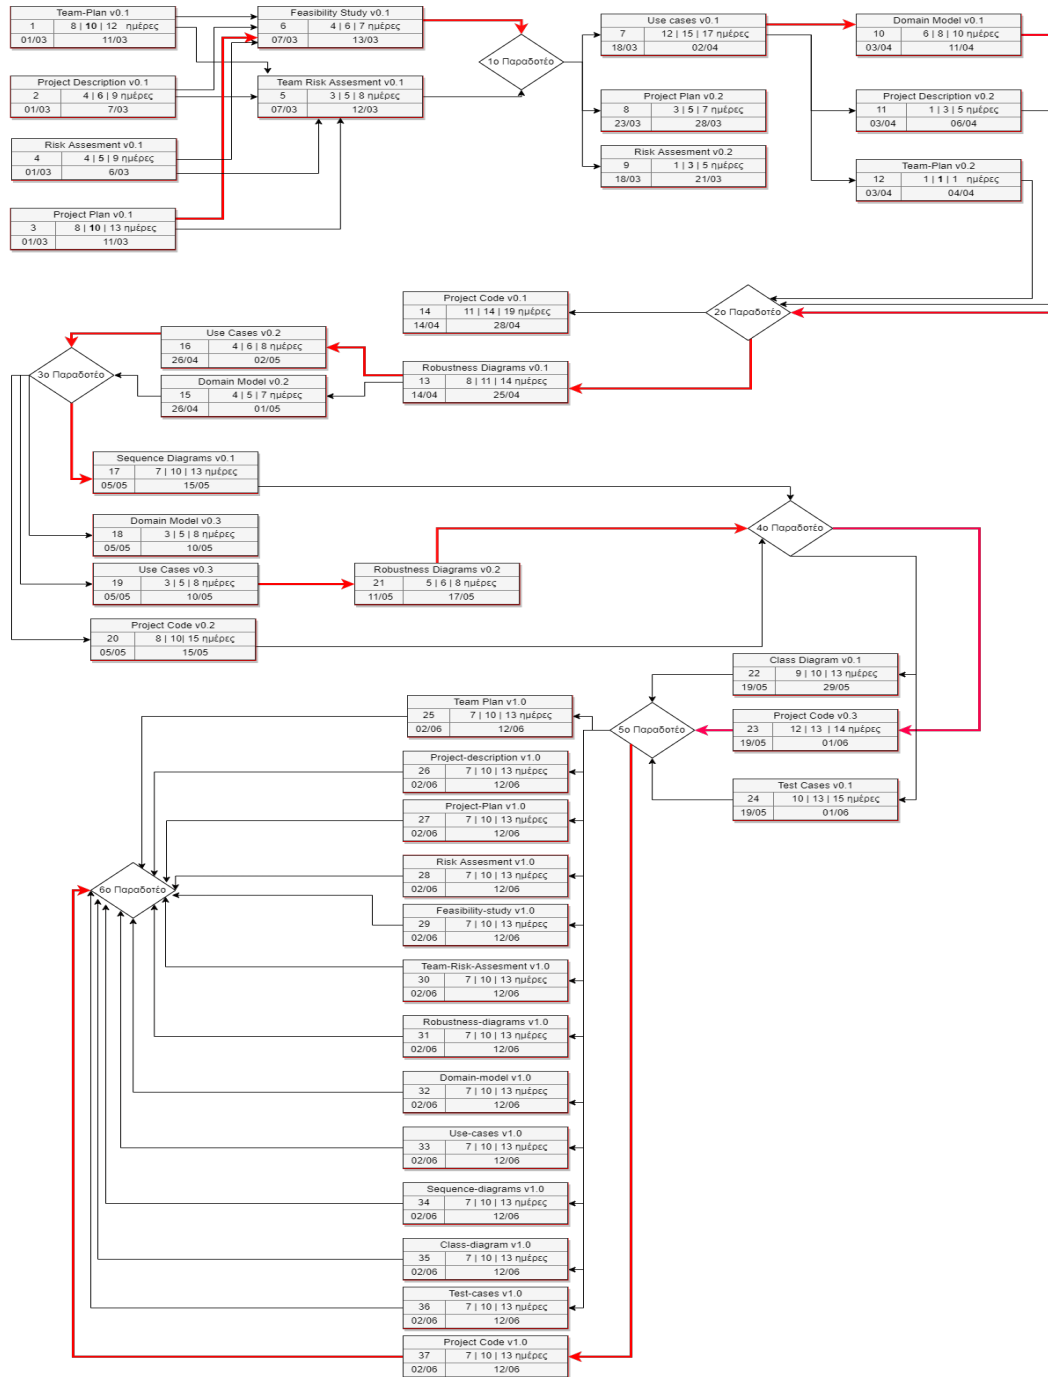 Team-Plan v0.1
1 8 | 10 | 12 ημέρες
01/03 11/03
Project Description v0.1
2 4 | 6 | 9 ημέρες
01/03 7/03
Risk Assesment v0.1
4 4 | 5 | 9 ημέρες
01/03 6/03
Project Plan v0.1
3 8 | 10 | 13 ημέρες
01/03 11/03
Feasibility Study v0.1
6 4 | 6 | 7 ημέρες
07/03 13/03
Team Risk Assesment v0.1
5 3 | 5 | 8 ημέρες
07/03 12/03
1ο Παραδοτέο
Use cases v0.1
7 12 | 15 | 17 ημέρες
18/03 02/04
Project Plan v0.2
8 3 | 5 | 7 ημέρες
23/03 28/03
Risk Assesment v0.2
9 1 | 3 | 5 ημέρες
18/03 21/03
Domain Model v0.1
10 6 | 8 | 10 ημέρες
03/04 11/04
Project Description v0.2
11 1 | 3 | 5 ημέρες
03/04 06/04
Team-Plan v0.2
12 1 | 1 | 1 ημέρες
03/04 04/04
2ο Παραδοτέο
Project Code v0.1
14 11 | 14 | 19 ημέρες
14/04 28/04
Robustness Diagrams v0.1
13 8 | 11 | 14 ημέρες
14/04 25/04
Use Cases v0.2
16 4 | 6 | 8 ημέρες
26/04 02/05
Domain Model v0.2
15 4 | 5 | 7 ημέρες
26/04 01/05
3ο Παραδοτέο
Sequence Diagrams v0.1
17 7 | 10 | 13 ημέρες
05/05 15/05
Domain Model v0.3
18 3 | 5 | 8 ημέρες
05/05 10/05
Use Cases v0.3
19 3 | 5 | 8 ημέρες
05/05 10/05
Project Code v0.2
20 8 | 10| 15 ημέρες
05/05 15/05
Robustness Diagrams v0.2
21 5 | 6 | 8 ημέρες
11/05 17/05
4ο Παραδοτέο
Class Diagram v0.1
22 9 | 10 | 13 ημέρες
19/05 29/05
Project Code v0.3
23 12 | 13 | 14 ημέρες
19/05 01/06
Test Cases v0.1
24 10 | 13 | 15 ημέρες
19/05 01/06
5ο Παραδοτέο
Team Plan v1.0
25 7 | 10 | 13 ημέρες
02/06 12/06
Project-description v1.0
26 7 | 10 | 13 ημέρες
02/06 12/06
Project-Plan v1.0
27 7 | 10 | 13 ημέρες
02/06 12/06
Risk Assesment v1.0
28 7 | 10 | 13 ημέρες
02/06 12/06
Feasibility-study v1.0
29 7 | 10 | 13 ημέρες
02/06 12/06
Team-Risk-Assesment v1.0
30 7 | 10 | 13 ημέρες
02/06 12/06
Robustness-diagrams v1.0
31 7 | 10 | 13 ημέρες
02/06 12/06
Domain-model v1.0
32 7 | 10 | 13 ημέρες
02/06 12/06
Use-cases v1.0
33 7 | 10 | 13 ημέρες
02/06 12/06
Sequence-diagrams v1.0
34 7 | 10 | 13 ημέρες
02/06 12/06
Class-diagram v1.0
35 7 | 10 | 13 ημέρες
02/06 12/06
Test-cases v1.0
36 7 | 10 | 13 ημέρες
02/06 12/06
Project Code v1.0
37 7 | 10 | 13 ημέρες
02/06 12/06
6ο Παραδοτέο